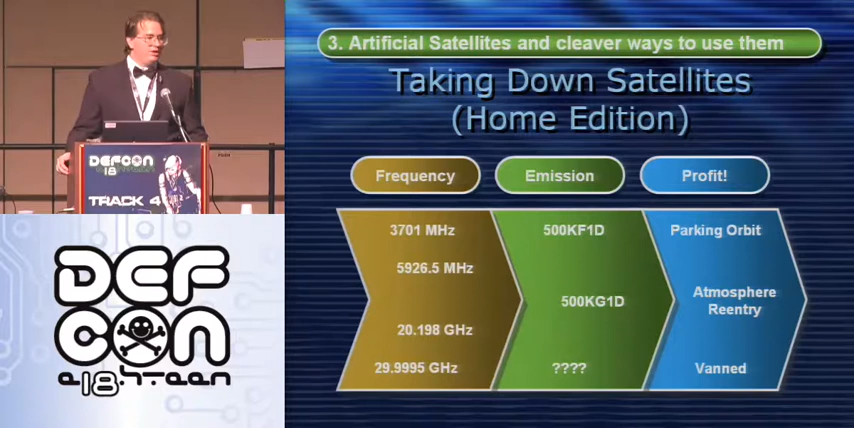 3. Artificial Satellites and cleaver ways to use them
Taking Down Satellites
(Home Edition)
Frequency Emission Profit!
3701 MHz 500KF1D Parking Orbit
5926.5 MHz
500KG1D
Atmosphere
Reentry
20.198 GHz
29.9995 GHz ???? Vanned
DEFCON
18
TRACK 4
DEF
CON
e18hteen